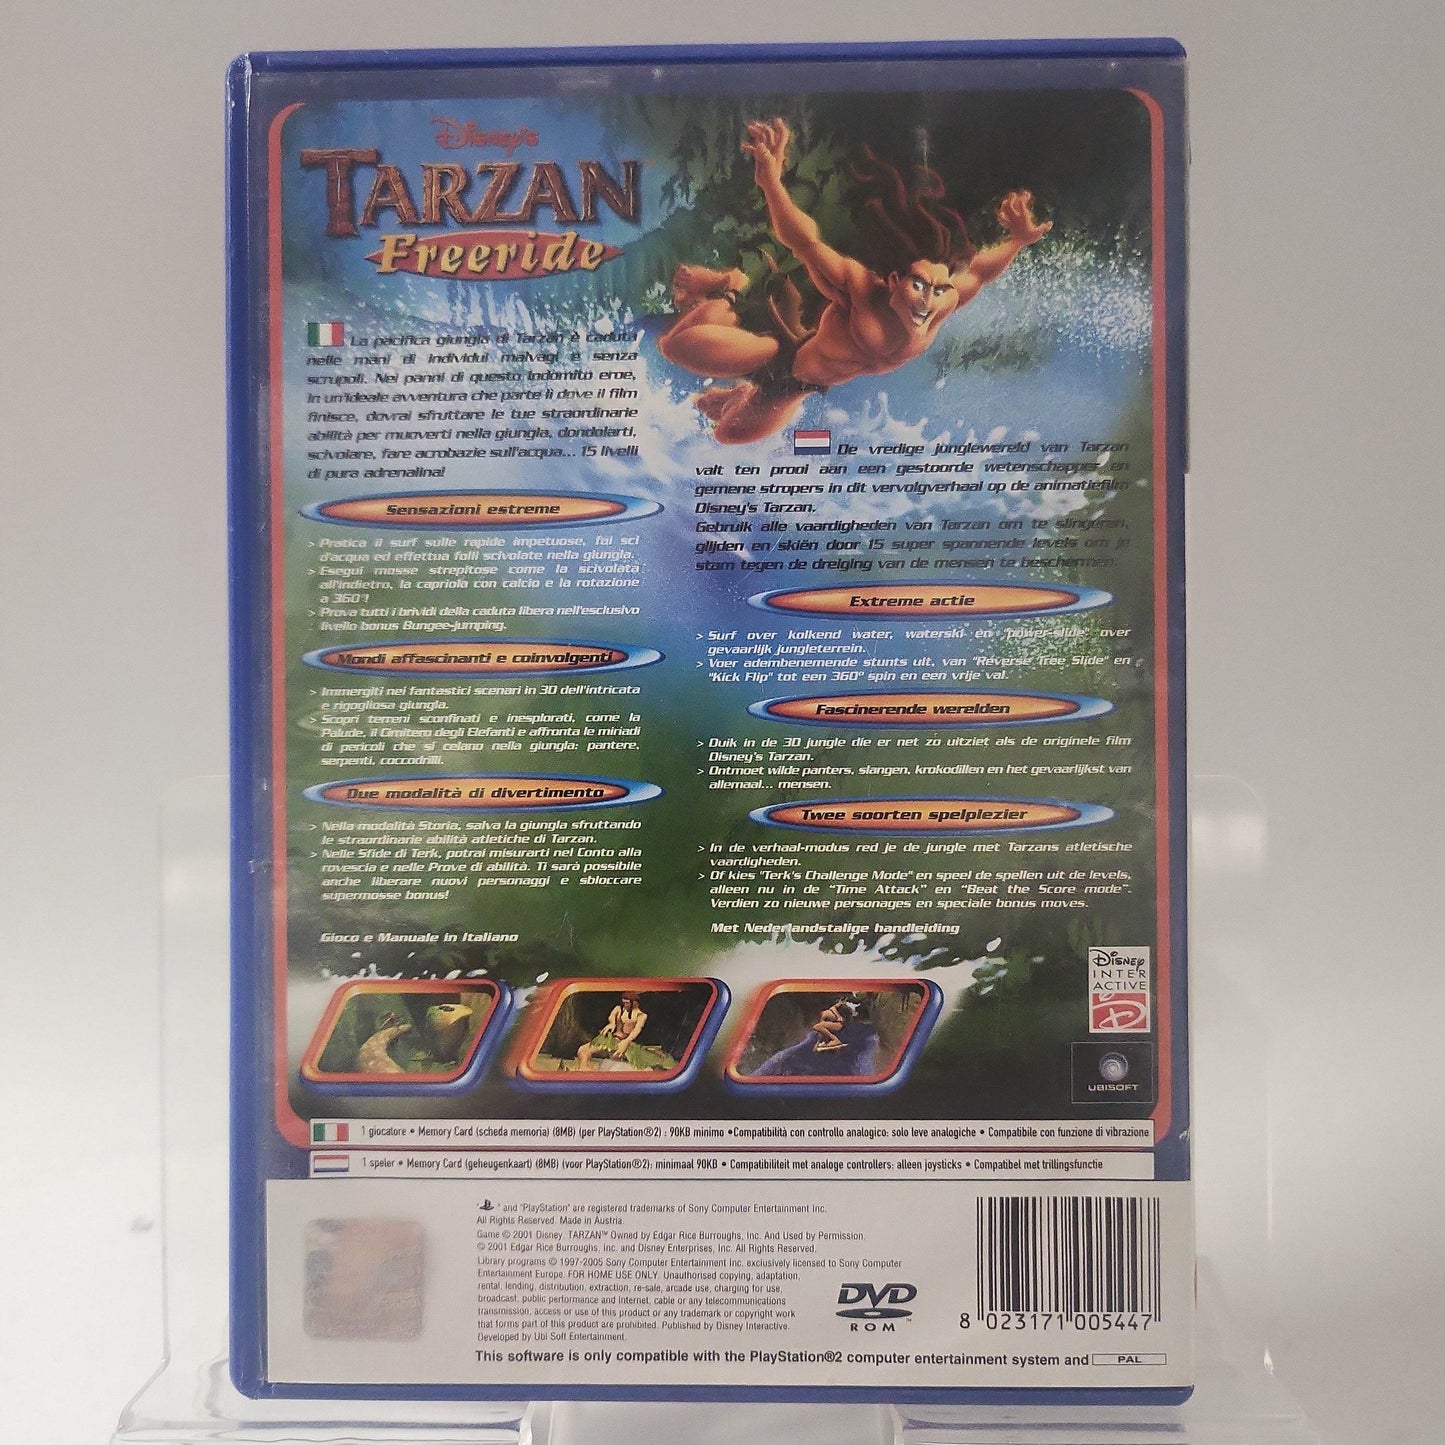 Disney's
TARZAN
Freeride
La pacifica giungla di Tarzan è caduta
nelle mani di individui malvagi e senza
scrupoli. Nei panni di questo indomito eroe,
in un'ideale avventura che parte lì dove il film
finisce, dovrai sfruttare le tue straordinarie
abilità per muoverti nella giungla, dondolarti,
scivolare, fare acrobazie sull'acqua... 15 livelli
di pura adrenalina!
Sensazioni estreme
> Pratica il surf sulle rapide impetuose, fai sci
d'acqua ed effettua folli scivolate nella giungla.
> Esegui mosse strepitose come la scivolata
all'indietro, la capriola con calcio e la rotazione
a 360°!
> Prova tutti i brividi della caduta libera nell'esclusivo
livello bonus Bungee-jumping.
Mondi affascinanti e coinvolgenti
> Immergiti nei fantastici scenari in 3D dell'intricata
e rigogliosa giungla.
> Scopri terreni sconfinati e inesplorati, come la
Palude, il Cimitero degli Elefanti e affronta le miriadi
di pericoli che si celano nella giungla: pantere,
serpenti, coccodrilli.
Due modalità di divertimento
> Nella modalità Storia, salva la giungla sfruttando
le straordinarie abilità atletiche di Tarzan.
> Nelle Sfide di Terk, potrai misurarti nel Conto alla
rovescia e nelle Prove di abilità. Ti sarà possibile
anche liberare nuovi personaggi e sbloccare
supermosse bonus!
Gioco e Manuale in Italiano
De vredige junglewereld van Tarzan
valt ten prooi aan een gestoorde wetenschapper en
gemene stropers in dit vervolgverhaal op de animatiefilm
Disney's Tarzan.
Gebruik alle vaardigheden van Tarzan om te slingeren,
glijden en skiën door 15 super spannende levels om je
stam tegen de dreiging van de mensen te beschermen.
Extreme actie
> Surf over kolkend water, waterski en "power-slide" over
gevaarlijk jungleterrein.
> Voer adembenemende stunts uit, van "Reverse Tree Slide" en
"Kick Flip" tot een 360° spin en een vrije val.
Fascinerende werelden
> Duik in de 3D jungle die er net zo uitziet als de originele film
Disney's Tarzan.
> Ontmoet wilde panters, slangen, krokodillen en het gevaarlijkst van
allemaal... mensen.
Twee soorten spelplezier
> In de verhaal-modus red je de jungle met Tarzans atletische
vaardigheden.
> Of kies "Terk's Challenge Mode" en speel de spellen uit de levels,
alleen nu in de "Time Attack" en "Beat the Score mode".
Verdien zo nieuwe personages en speciale bonus moves.
Met Nederlandstalige handleiding
DISNEY
INTER
ACTIVE
UBISOFT
1 giocatore • Memory Card (scheda memoria) (8MB) (per PlayStation®2) : 90KB minimo •Compatibilità con controllo analogico: solo leve analogiche • Compatibile con funzione di vibrazione
1 speler • Memory Card (geheugenkaart) (8MB) (voor PlayStation®2): minimaal 90KB • Compatibiliteit met analoge controllers: alleen joysticks • Compatibel met trillingsfunctie
" " and "PlayStation" are registered trademarks of Sony Computer Entertainment Inc.
All Rights Reserved. Made in Austria.
Game © 2001 Disney. TARZAN™ Owned by Edgar Rice Burroughs, Inc. And Used by Permission.
© 2001 Edgar Rice Burroughs, Inc. and Disney Enterprises, Inc. All Rights Reserved.
Library programs © 1997-2005 Sony Computer Entertainment Inc. exclusively licensed to Sony Computer
Entertainment Europe. FOR HOME USE ONLY. Unauthorised copying, adaptation,
rental, lending, distribution, extraction, re-sale, arcade use, charging for use,
broadcast, public performance and internet, cable or any telecommunications
transmission, access or use of this product or any trademark or copyright work
that forms part of this product are prohibited. Published by Disney Interactive.
Developed by Ubi Soft Entertainment.
This software is only compatible with the PlayStation®2 computer entertainment system and PAL
DVD
ROM
8 023171 005447